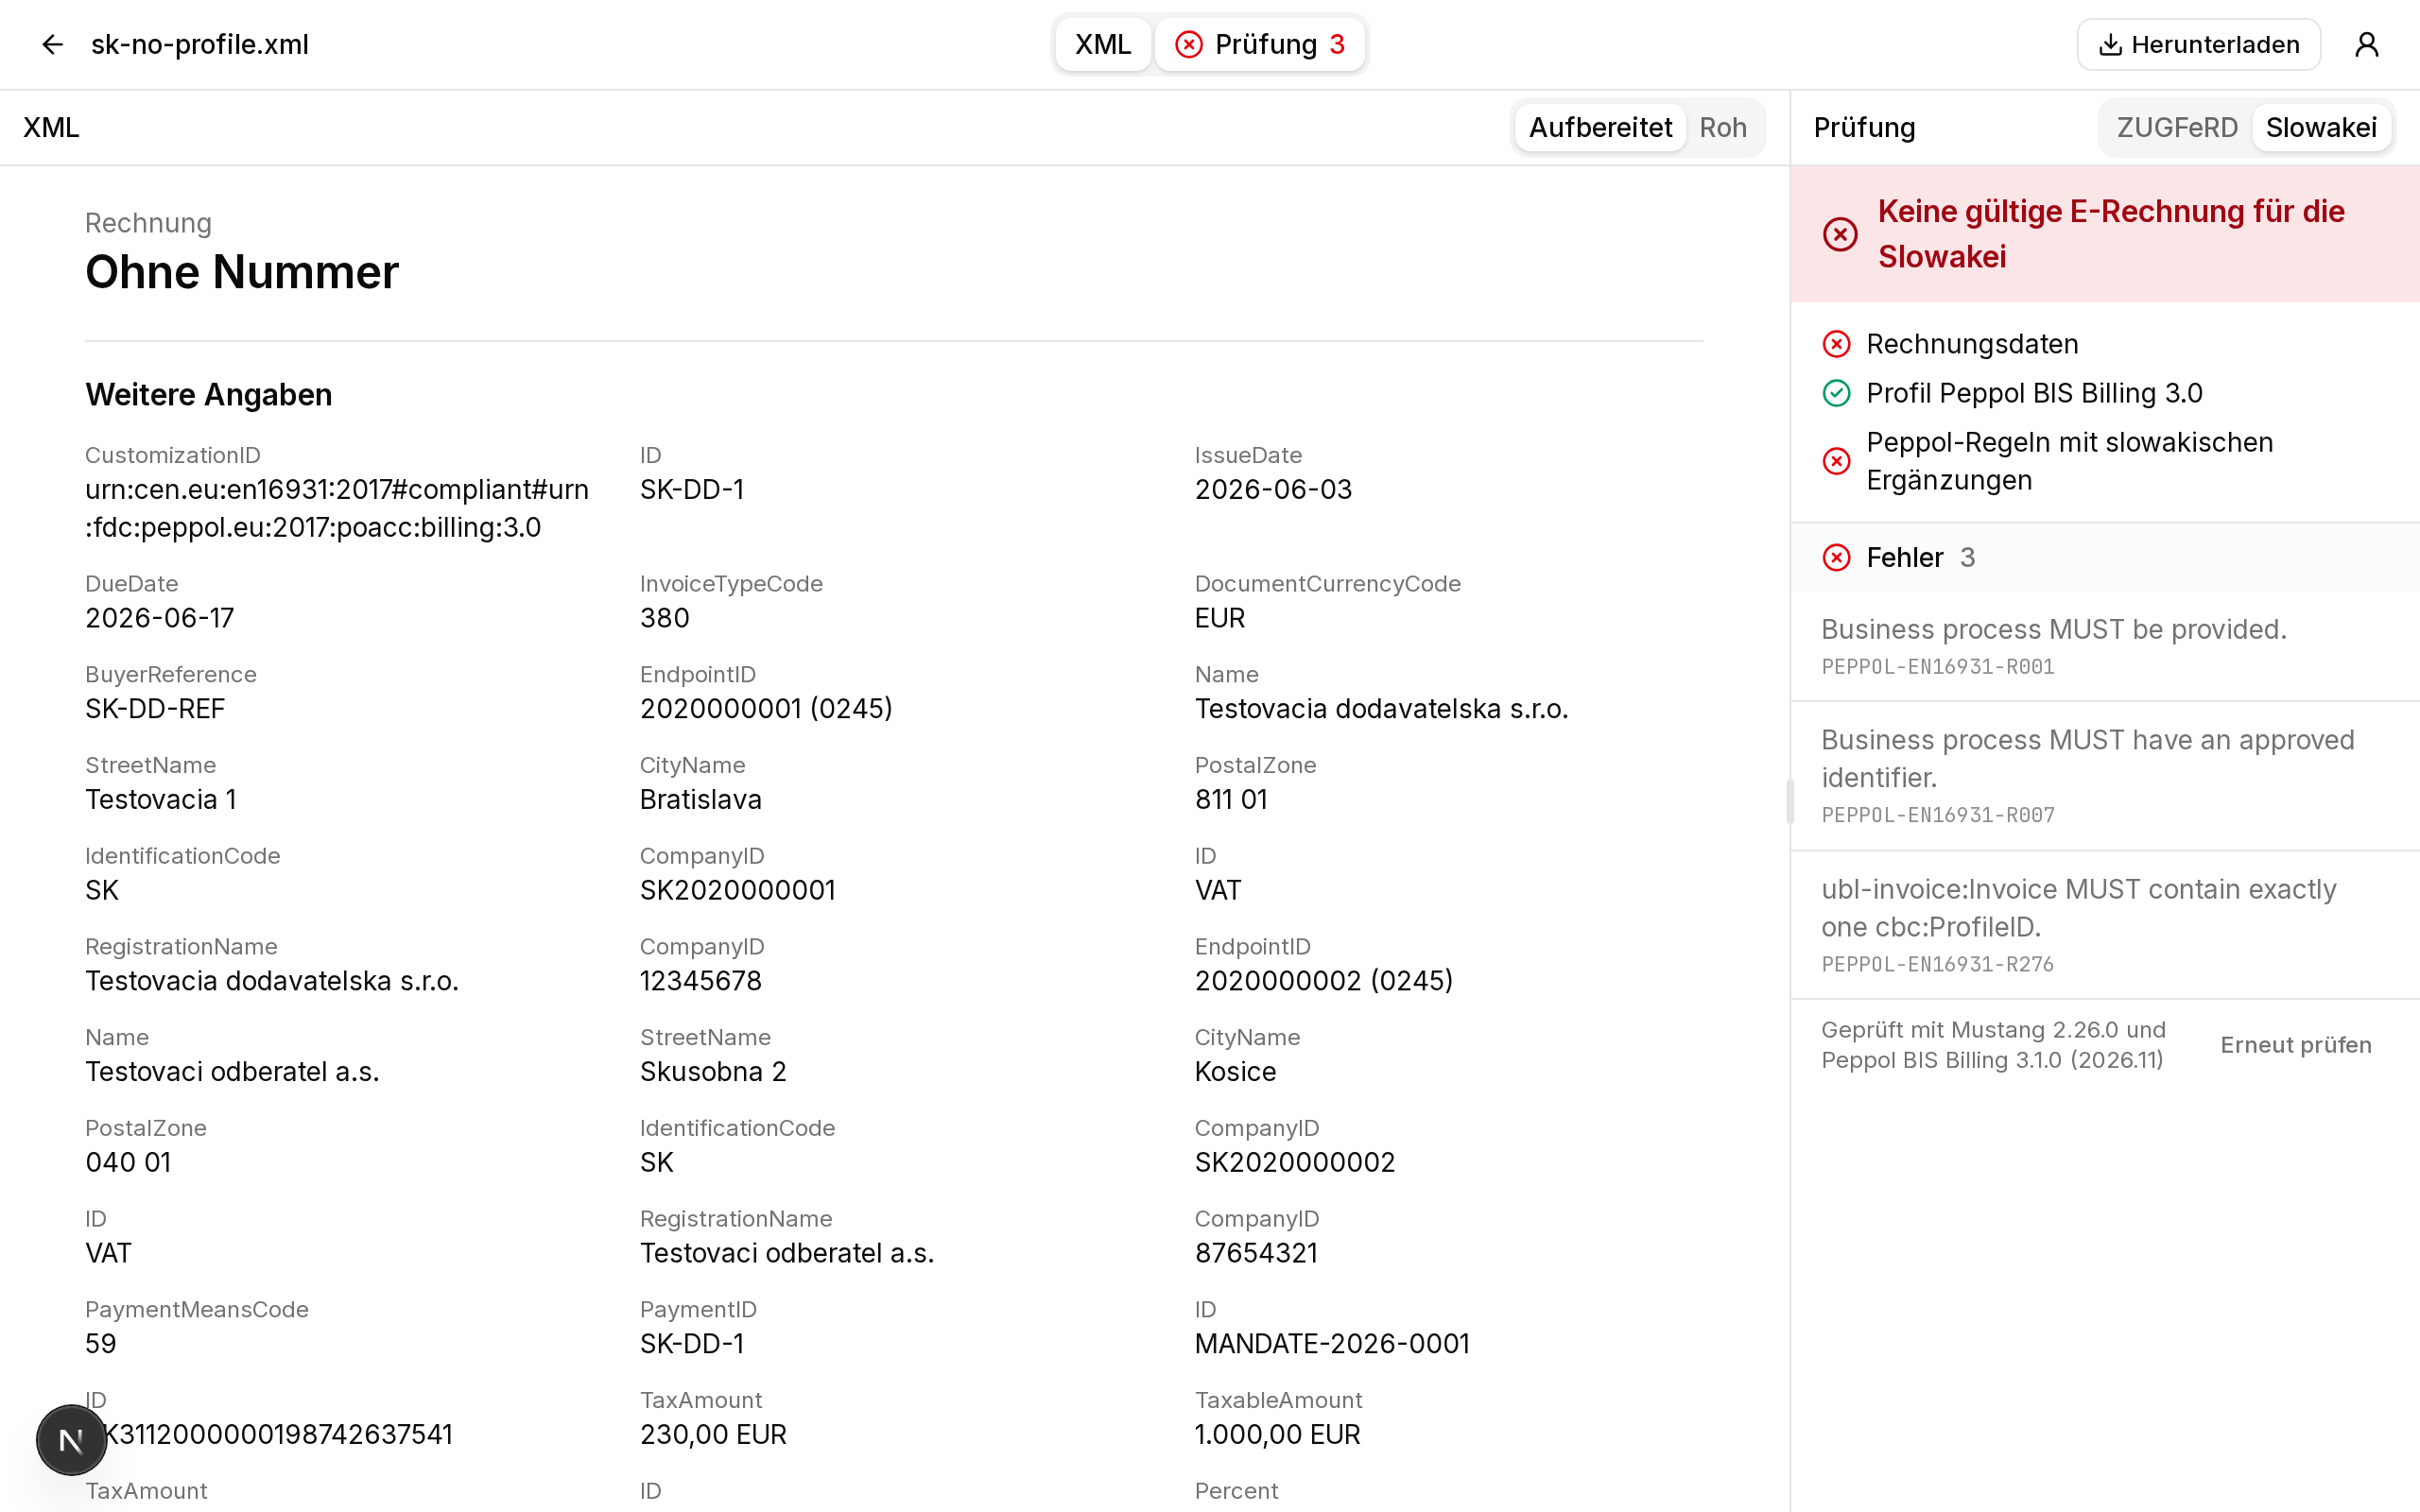 sk-no-profile.xml
XML
Prüfung 3
Herunterladen
XML
Aufbereitet
Roh
Rechnung
Ohne Nummer
Weitere Angaben
CustomizationID
ID
IssueDate
urn:cen.eu:en16931:2017#compliant#urn
:fdc:peppol.eu:2017:poacc:billing:3.0
SK-DD-1
2026-06-03
DueDate
InvoiceTypeCode
DocumentCurrencyCode
2026-06-17
380
EUR
BuyerReference
EndpointID
Name
SK-DD-REF
2020000001 (0245)
Testovacia dodavatelska s.r.o.
StreetName
CityName
PostalZone
Testovacia 1
Bratislava
811 01
IdentificationCode
CompanyID
ID
SK
SK2020000001
VAT
RegistrationName
CompanyID
EndpointID
Testovacia dodavatelska s.r.o.
12345678
2020000002 (0245)
Name
StreetName
CityName
Testovaci odberatel a.s.
Skusobna 2
Kosice
PostalZone
IdentificationCode
CompanyID
040 01
SK
SK2020000002
ID
RegistrationName
CompanyID
VAT
Testovaci odberatel a.s.
87654321
PaymentMeansCode
PaymentID
ID
59
SK-DD-1
MANDATE-2026-0001
ID
TaxAmount
TaxableAmount
K3112000000198742637541
230,00 EUR
1.000,00 EUR
TaxAmount
ID
Percent
N
Prüfung
ZUGFeRD
Slowakei
Keine gültige E-Rechnung für die
Slowakei
Rechnungsdaten
Profil Peppol BIS Billing 3.0
Peppol-Regeln mit slowakischen
Ergänzungen
Fehler 3
Business process MUST be provided.
PEPPOL-EN16931-R001
Business process MUST have an approved
identifier.
PEPPOL-EN16931-R007
ubl-invoice:Invoice MUST contain exactly
one cbc:ProfileID.
PEPPOL-EN16931-R276
Geprüft mit Mustang 2.26.0 und
Peppol BIS Billing 3.1.0 (2026.11)
Erneut prüfen